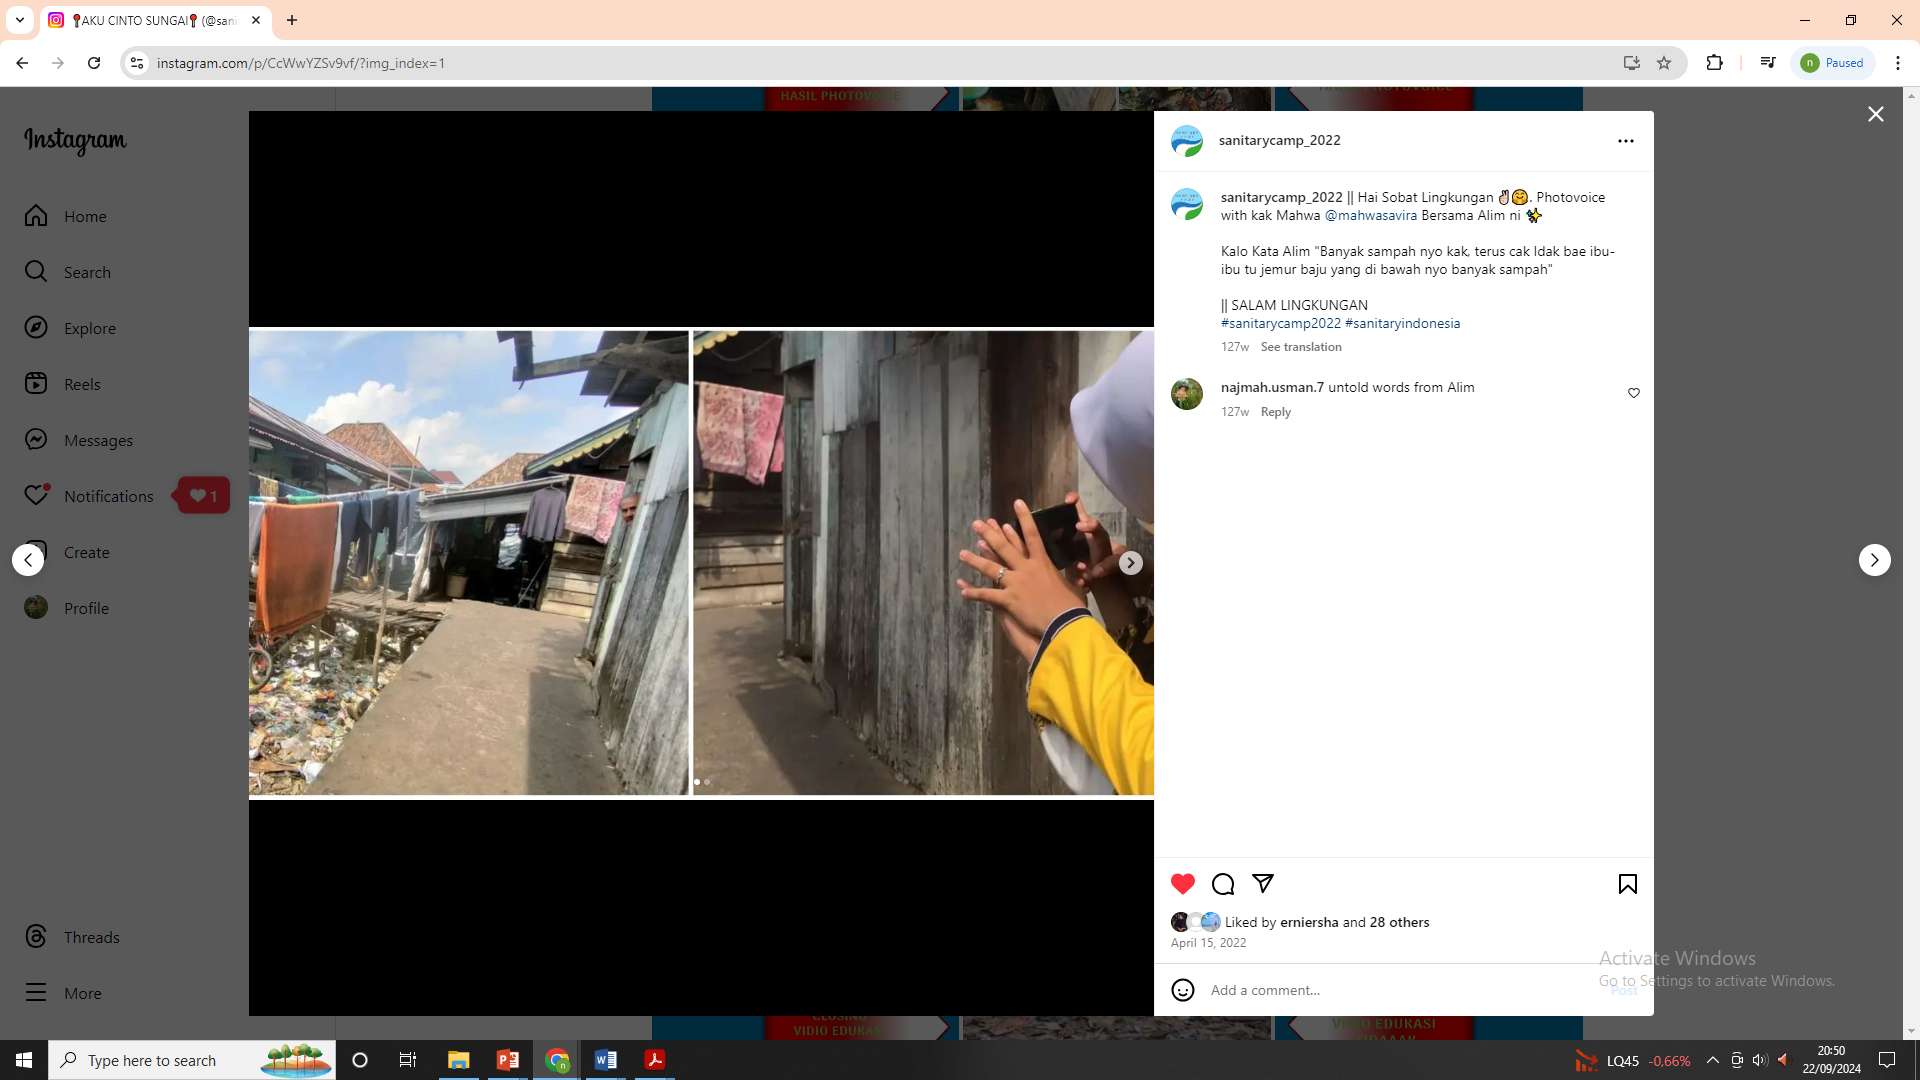 📍AKU CINTO SUNGAI📍 (@sani
instagram.com/p/CcWwYZSv9vf/?img_index=1
n Paused
HASIL PHOTOVOICE
Instagram
Home
Search
Explore
Reels
Messages
Notifications
1
Create
Profile
Threads
More
sanitarycamp_2022
sanitarycamp_2022 || Hai Sobat Lingkungan ✌🏻🤗. Photovoice
with kak Mahwa @mahwasavira Bersama Alim ni ✨
Kalo Kata Alim "Banyak sampah nyo kak, terus cak Idak bae ibu-
ibu tu jemur baju yang di bawah nyo banyak sampah"
|| SALAM LINGKUNGAN
#sanitarycamp2022 #sanitaryindonesia
127w See translation
najmah.usman.7 untold words from Alim
127w Reply
Liked by erniersha and 28 others
April 15, 2022
Add a comment...
Post
Activate Windows
Go to Settings to activate Windows.
CLOSING
VIDIO EDUKASI
VIDIO EDUKASI
Type here to search
LQ45 -0,66%
20:50
22/09/2024